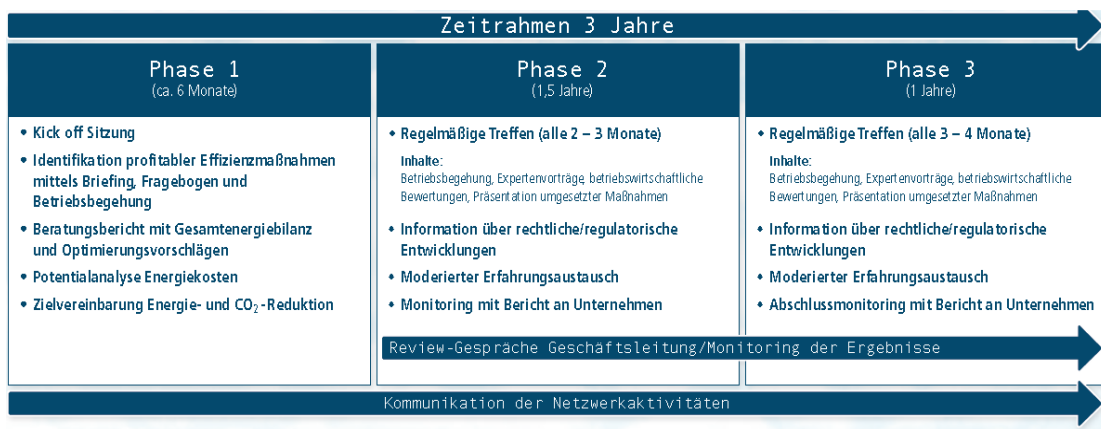 Zeitrahmen 3 Jahre
Phase 1
(ca. 6 Monate)
• Kick off Sitzung
• Identifikation profitabler Effizienzmaßnahmen
mittels Briefing, Fragebogen und
Betriebsbegehung
• Beratungsbericht mit Gesamtenergiebilanz
und Optimierungsvorschlägen
• Potentialanalyse Energiekosten
• Zielvereinbarung Energie- und CO₂-Reduktion
Phase 2
(1,5 Jahre)
• Regelmäßige Treffen (alle 2 – 3 Monate)
Inhalte:
Betriebsbegehung, Expertenvorträge, betriebswirtschaftliche
Bewertungen, Präsentation umgesetzter Maßnahmen
• Information über rechtliche/regulatorische
Entwicklungen
• Moderierter Erfahrungsaustausch
• Monitoring mit Bericht an Unternehmen
Phase 3
(1 Jahre)
• Regelmäßige Treffen (alle 3 – 4 Monate)
Inhalte:
Betriebsbegehung, Expertenvorträge, betriebswirtschaftliche
Bewertungen, Präsentation umgesetzter Maßnahmen
• Information über rechtliche/regulatorische
Entwicklungen
• Moderierter Erfahrungsaustausch
• Abschlussmonitoring mit Bericht an Unternehmen
Review-Gespräche Geschäftsleitung/Monitoring der Ergebnisse
Kommunikation der Netzwerkaktivitäten